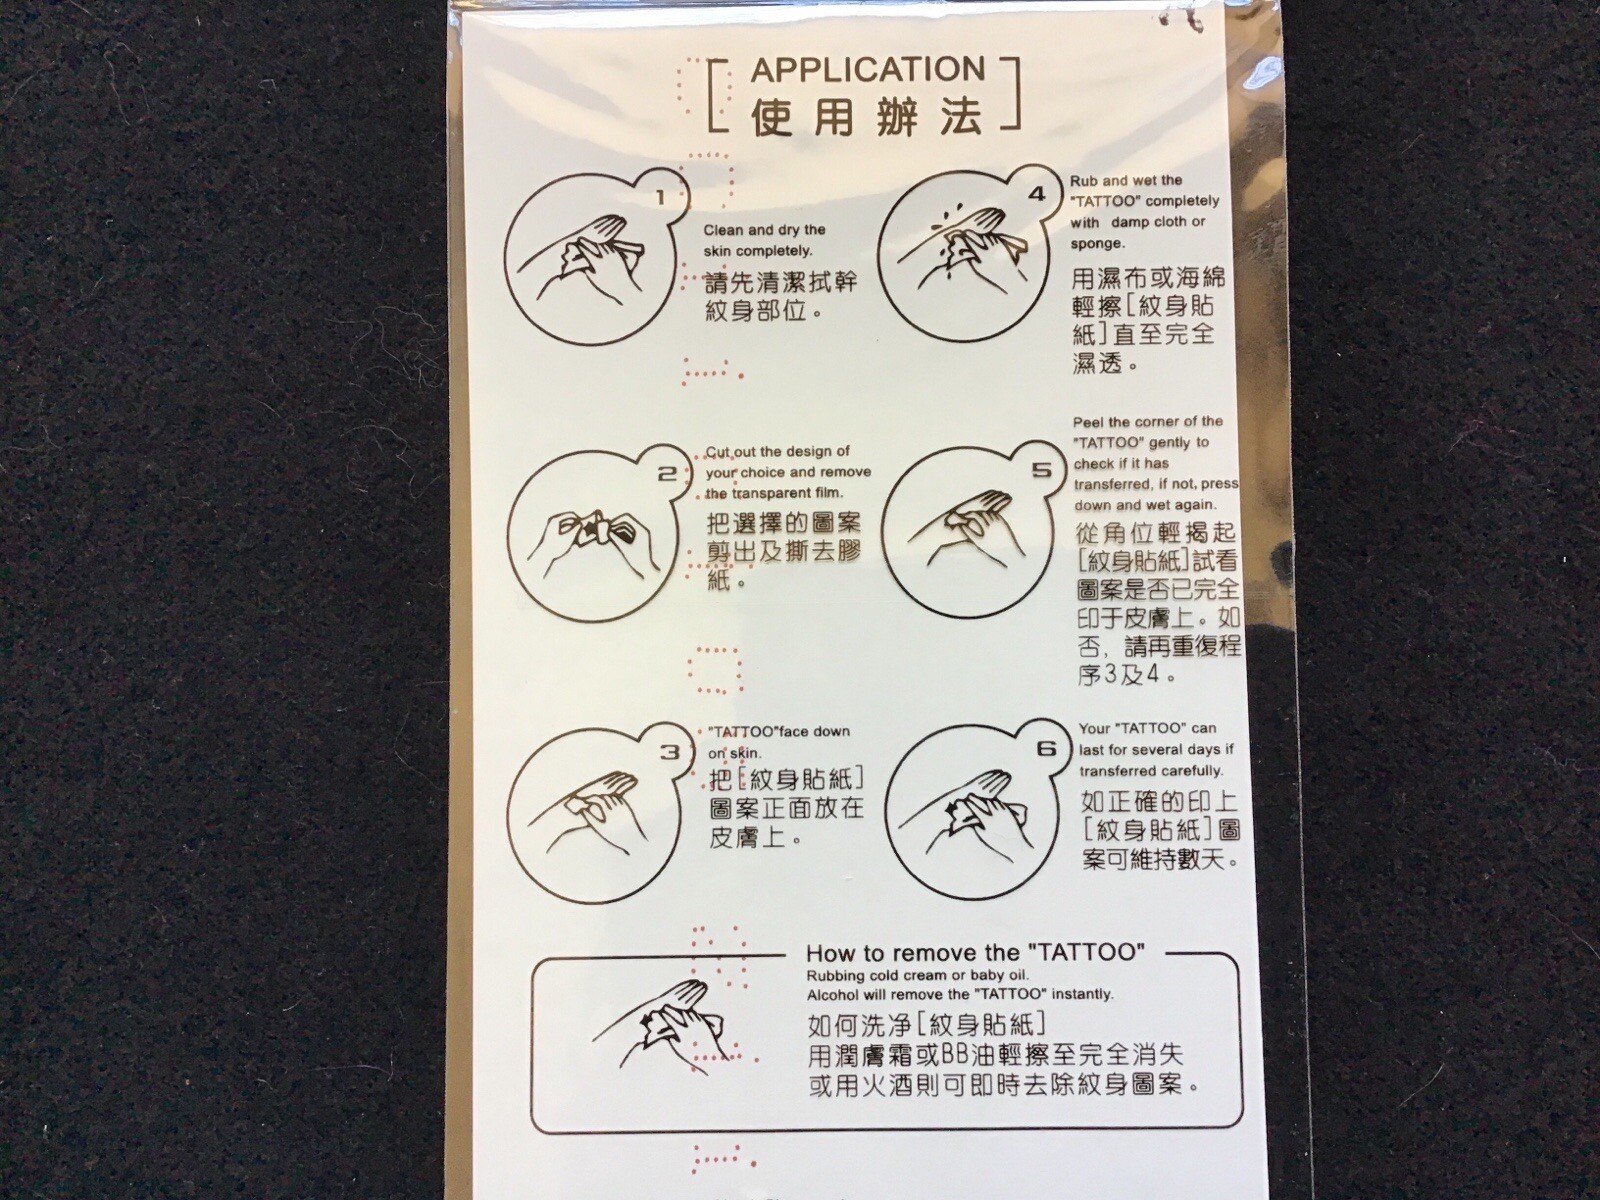 APPLICATION
使用辦法
1
Clean and dry the
skin completely.
請先清潔拭幹
紋身部位。
2
Cut out the design of
your choice and remove
the transparent film.
把選擇的圖案
剪出及撕去膠
紙。
3
"TATTOO"face down
on skin.
把[紋身貼紙]
圖案正面放在
皮膚上。
4
Rub and wet the
"TATTOO" completely
with damp cloth or
sponge.
用濕布或海綿
輕擦[紋身貼
紙]直至完全
濕透。
5
Peel the corner of the
"TATTOO" gently to
check if it has
transferred, if not, press
down and wet again.
從角位輕揭起
[紋身貼紙]試看
圖案是否已完全
印于皮膚上。如
否，請再重復程
序3及4。
6
Your "TATTOO" can
last for several days if
transferred carefully.
如正確的印上
[紋身貼紙]圖
案可維持數天。
How to remove the "TATTOO"
Rubbing cold cream or baby oil.
Alcohol will remove the "TATTOO" instantly.
如何洗净[紋身貼紙]
用潤膚霜或BB油輕擦至完全消失
或用火酒則可即時去除紋身圖案。